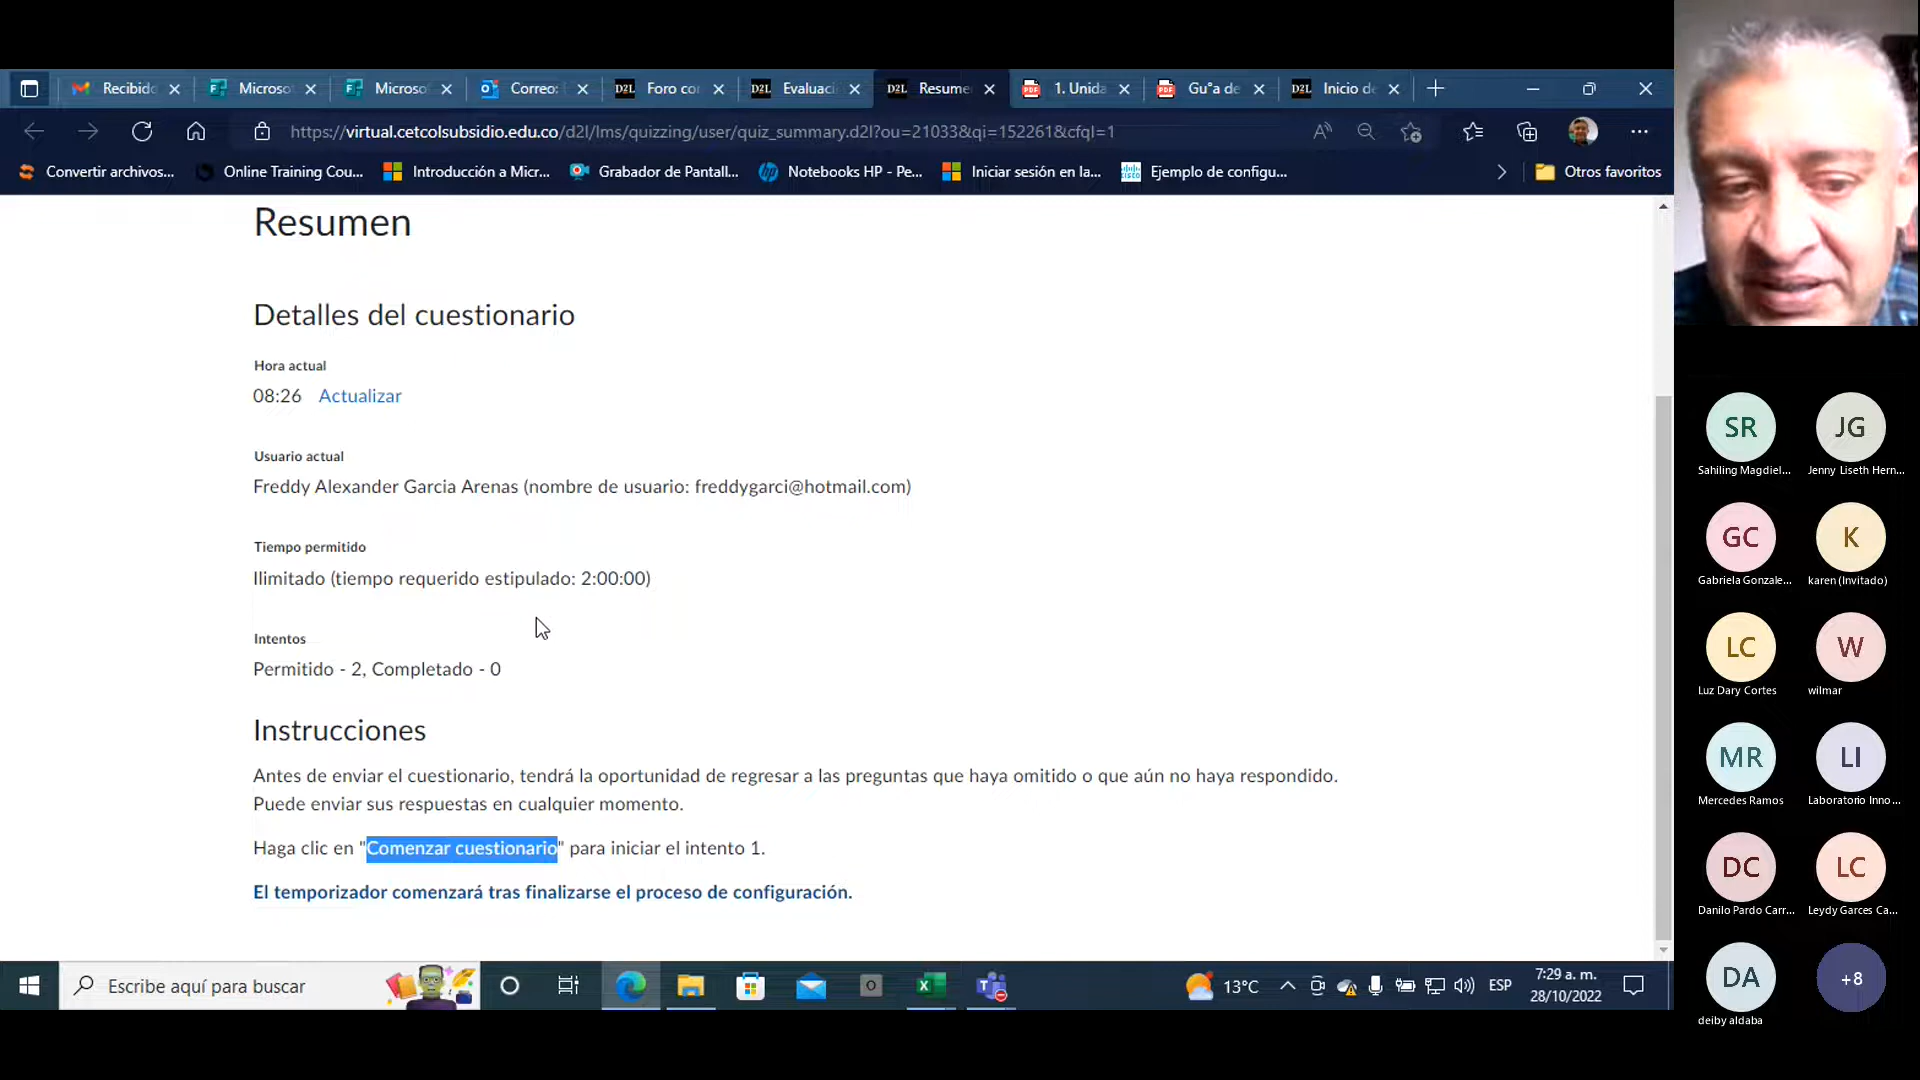 Recibido
Microso
Microso
Correo:
D2L Foro co
D2L Evaluaci
D2L Resume
PDF 1. Unida
PDF Gu°a de
D2L Inicio de
https://virtual.cetcolsubsidio.edu.co/d2l/lms/quizzing/user/quiz_summary.d2l?ou=21033&qi=152261&cfql=1
Convertir archivos...
Online Training Cou...
Introducción a Micr...
Grabador de Pantall...
Notebooks HP - Pe...
Iniciar sesión en la...
Ejemplo de configu...
Otros favoritos
Resumen
Detalles del cuestionario
Hora actual
08:26 Actualizar
Usuario actual
Freddy Alexander Garcia Arenas (nombre de usuario: freddygarci@hotmail.com)
Tiempo permitido
Ilimitado (tiempo requerido estipulado: 2:00:00)
Intentos
Permitido - 2, Completado - 0
Instrucciones
Antes de enviar el cuestionario, tendrá la oportunidad de regresar a las preguntas que haya omitido o que aún no haya respondido.
Puede enviar sus respuestas en cualquier momento.
Haga clic en "Comenzar cuestionario" para iniciar el intento 1.
El temporizador comenzará tras finalizarse el proceso de configuración.
Escribe aquí para buscar
13°C
ESP
7:29 a. m.
28/10/2022
SR
Sahiling Magdiel...
JG
Jenny Liseth Hern...
GC
Gabriela Gonzale...
K
karen (Invitado)
LC
Luz Dary Cortes
W
wilmar
MR
Mercedes Ramos
LI
Laboratorio Inno...
DC
Danilo Pardo Carr...
LC
Leydy Garces Ca...
DA
deiby aldaba
+8